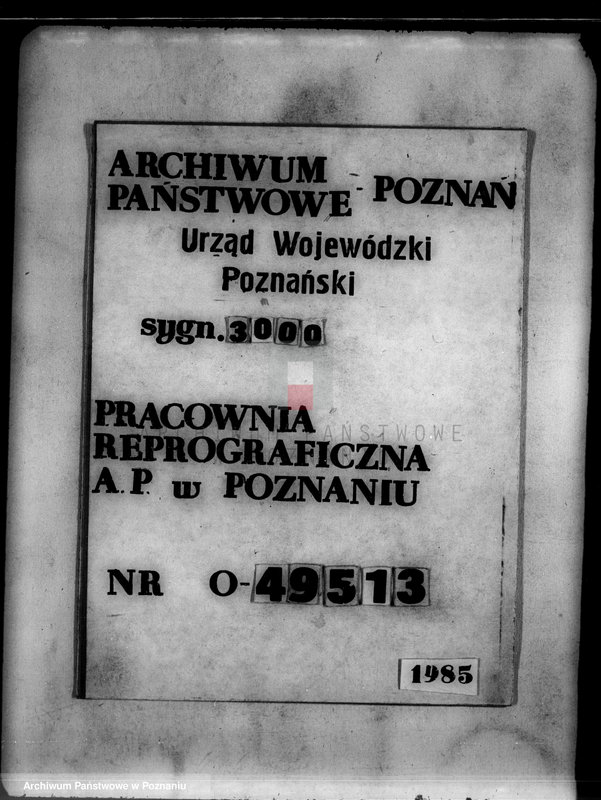 ARCHIWUM
PAŃSTWOWE - POZNAŃ
Urząd Wojewódzki
Poznański
sygn. 3000
PRACOWNIA
REPROGRAFICZNA
A.P. w POZNANIU
NR O-49513
1985
Archiwum Państwowe w Poznaniu